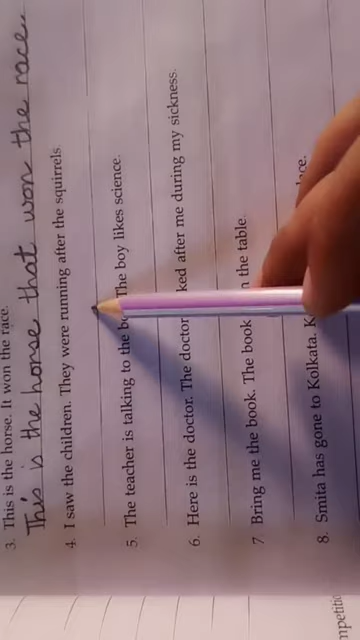 3. This is the horse. It won the race.
This is the horse that won the race.
4. I saw the children. They were running after the squirrels.
5. The teacher is talking to the The boy likes science.
6. Here is the doctor. The doctor ked after me during my sickness.
7. Bring me the book. The book n the table.
8. Smita has gone to Kolkata.